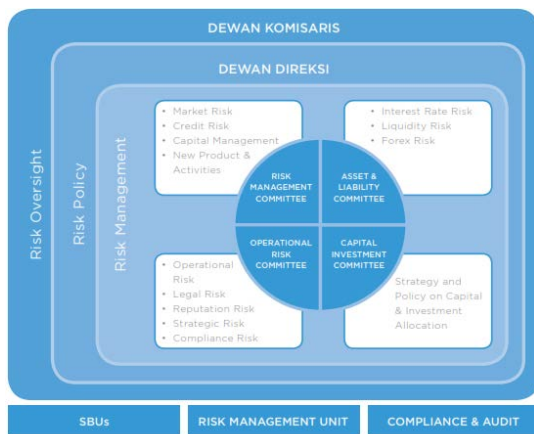 DEWAN KOMISARIS
DEWAN DIREKSI
Risk Oversight
Risk Policy
Risk Management
• Market Risk
• Credit Risk
• Capital Management
• New Product &
Activities
• Interest Rate Risk
• Liquidity Risk
• Forex Risk
RISK
MANAGEMENT
COMMITTEE
ASSET &
LIABILITY
COMMITTEE
OPERATIONAL
RISK
COMMITTEE
CAPITAL
INVESTMENT
COMMITTEE
• Operational
Risk
• Legal Risk
• Reputation Risk
• Strategic Risk
• Compliance Risk
Strategy and
Policy on Capital
& Investment
Allocation
SBUs
RISK MANAGEMENT UNIT
COMPLIANCE & AUDIT